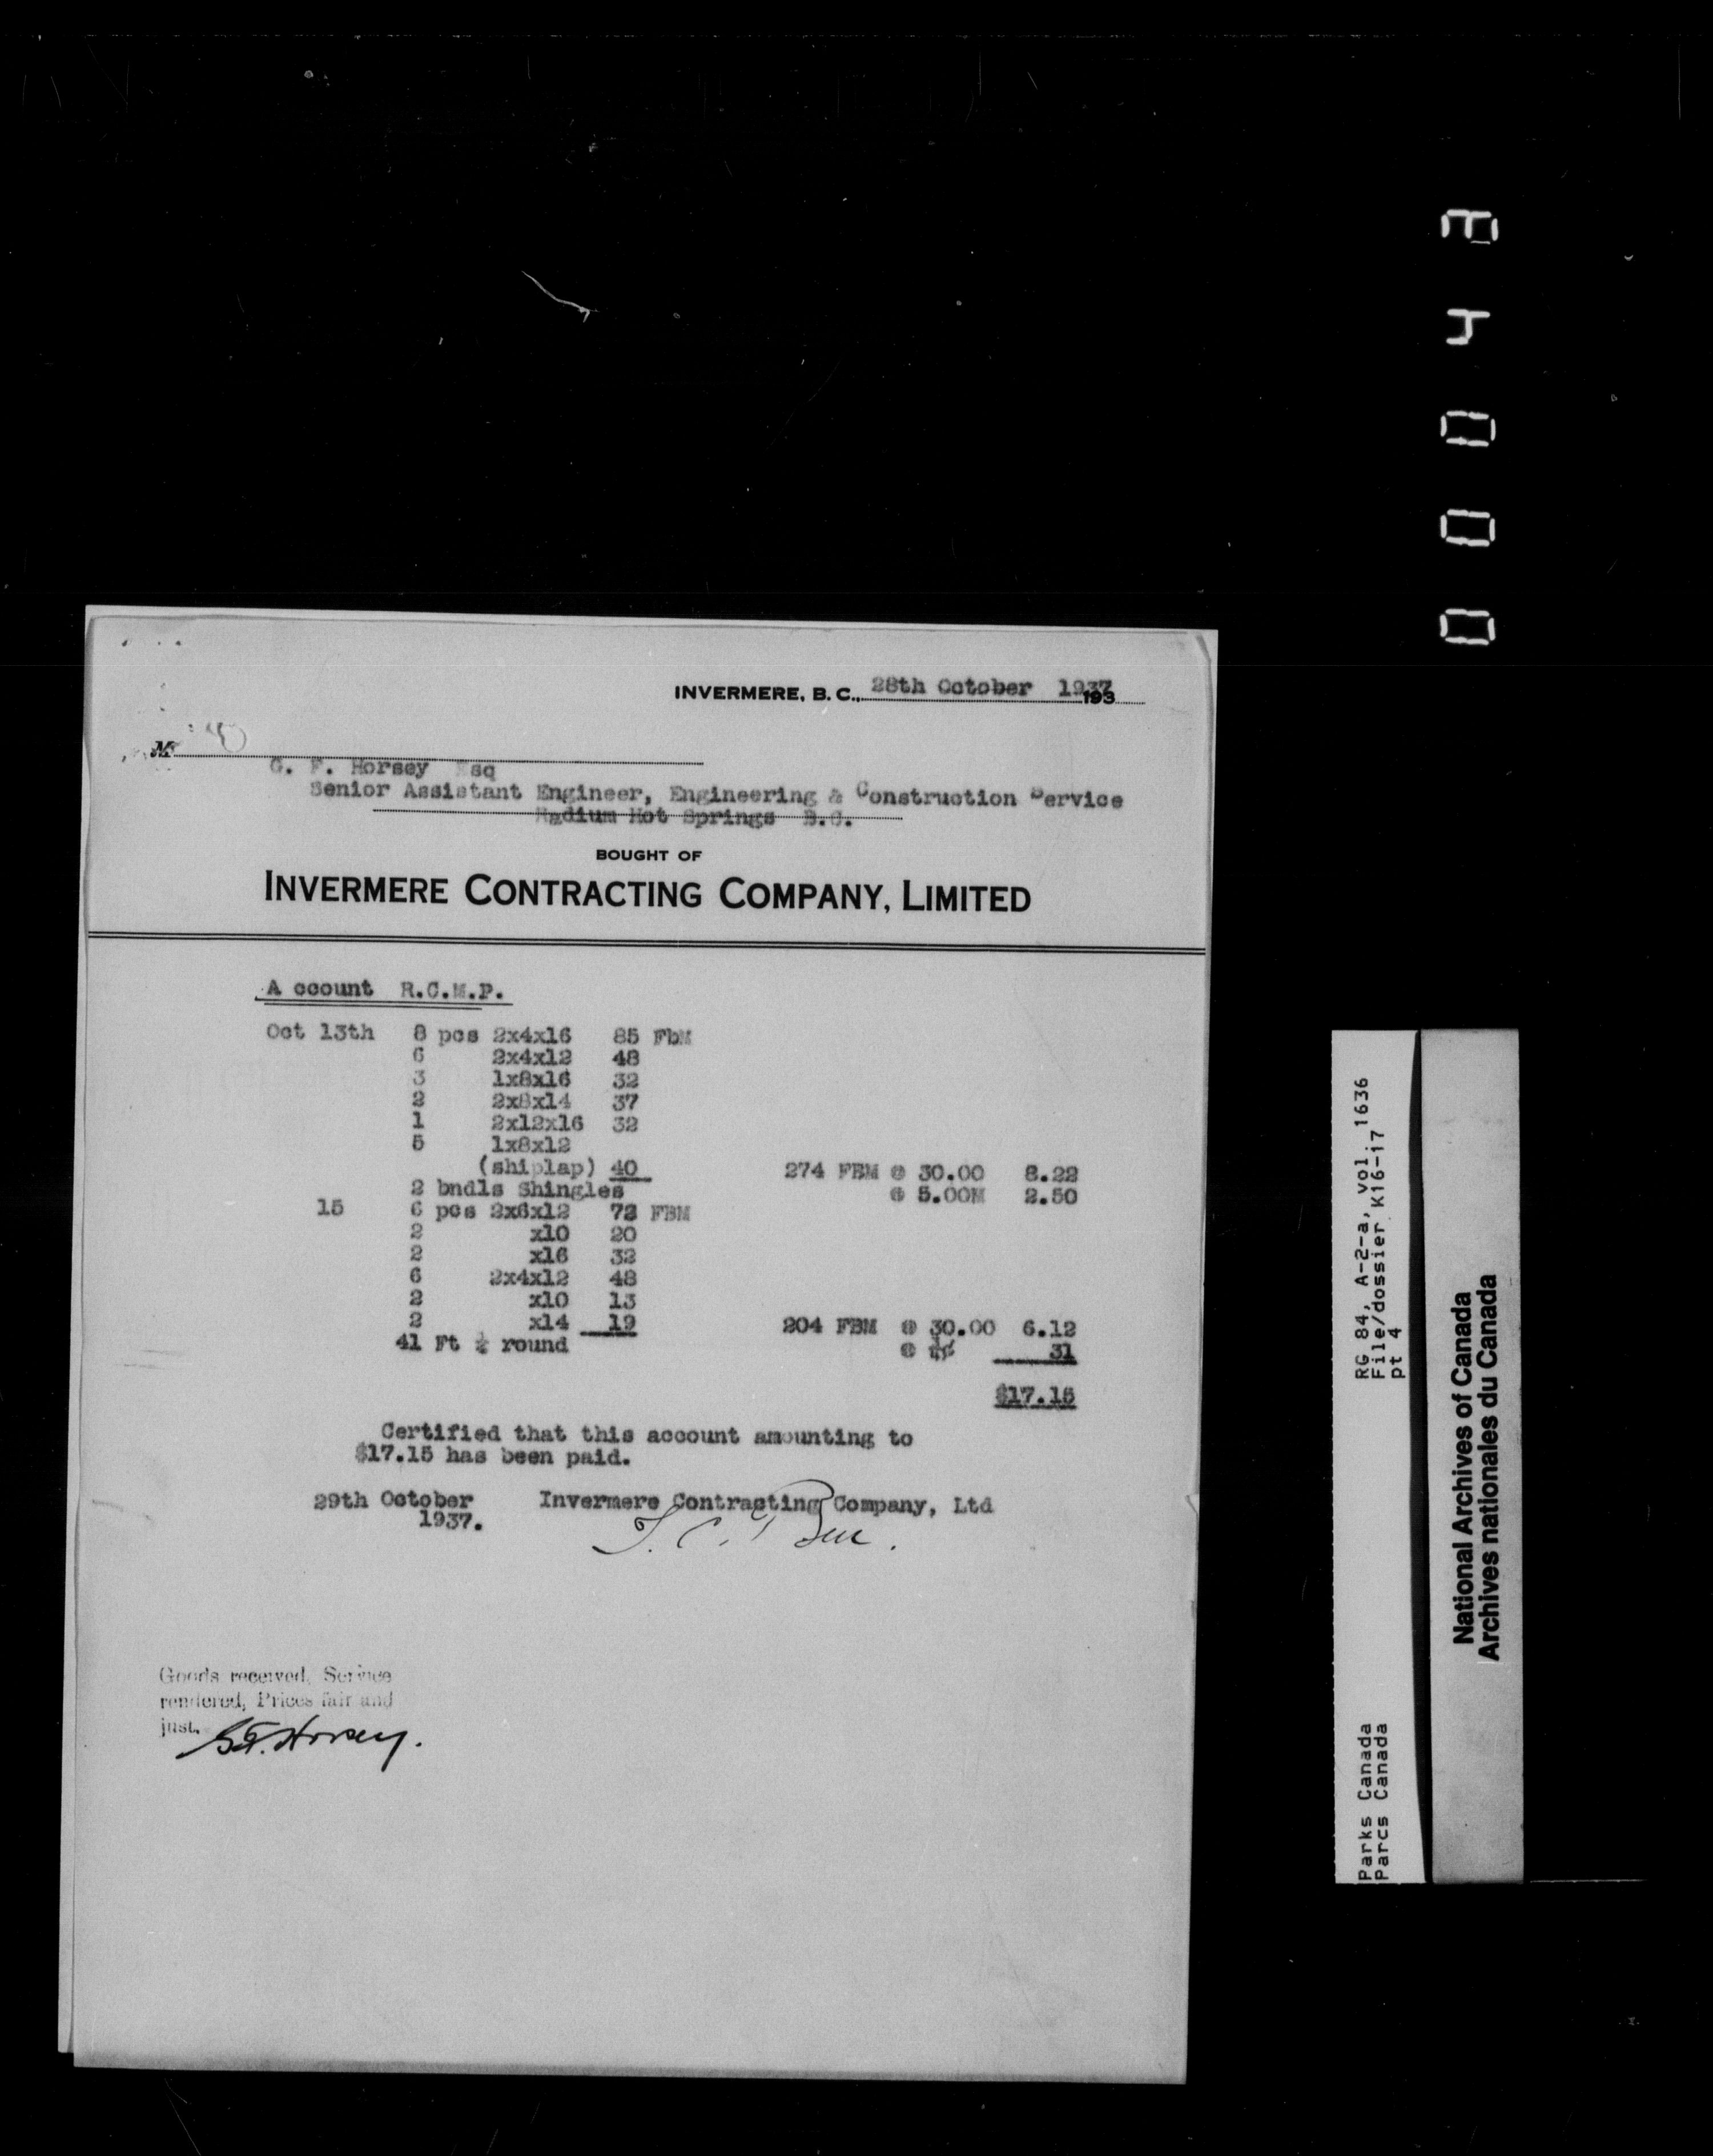 INVERMERE, B. C., 28th October 1937 193
M
G. F. Horsey Esq
Senior Assistant Engineer, Engineering & Construction Service
Radium Hot Springs B.C.
BOUGHT OF
INVERMERE CONTRACTING COMPANY, LIMITED
A ccount R.C.M.P.
Oct 13th 8 pcs 2x4x16 85 FbM
6 2x4x12 48
3 1x8x16 32
2 2x8x14 37
1 2x12x16 32
5 1x8x12
(shiplap) 40 274 FBM @ 30.00 8.22
2 bndls Shingles @ 5.00M 2.50
15 6 pcs 2x6x12 72 FBM
2 x10 20
2 x16 32
6 2x4x12 48
2 x10 13
2 x14 19 204 FBM @ 30.00 6.12
41 Ft ¼ round @ 31
$17.15
Certified that this account amounting to
$17.15 has been paid.
29th October Invermere Contracting Company, Ltd
1937.
Goods received, Service
rendered, Prices fair and
just.
G.F. Horsey.
RG 84, A-2-a, vol. 1636
File/dossier K16-17
pt 4
Parks Canada
Parcs Canada
National Archives of Canada
Archives nationales du Canada